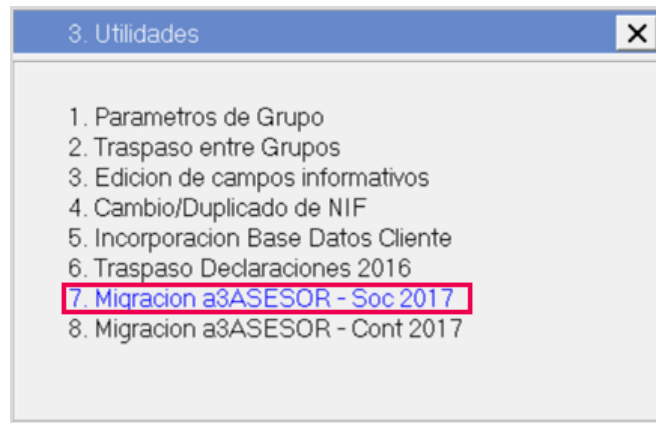 3. Utilidades
1. Parametros de Grupo
2. Traspaso entre Grupos
3. Edicion de campos informativos
4. Cambio/Duplicado de NIF
5. Incorporacion Base Datos Cliente
6. Traspaso Declaraciones 2016
7. Migracion a3ASESOR - Soc 2017
8. Migracion a3ASESOR - Cont 2017